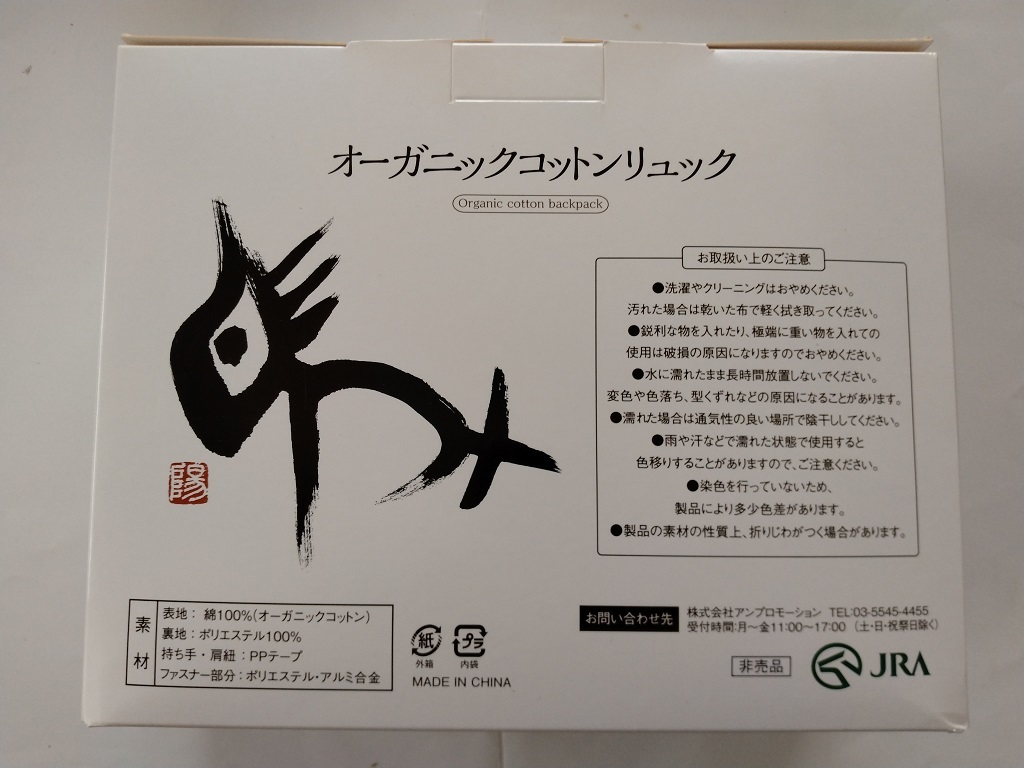 オーガニックコットンリュック
Organic cotton backpack
お取扱い上のご注意
●洗濯やクリーニングはおやめください。
汚れた場合は乾いた布で軽く拭き取ってください。
●鋭利な物を入れたり、極端に重い物を入れての
使用は破損の原因になりますのでおやめください。
●水に濡れたまま長時間放置しないでください。
変色や色落ち、型くずれなどの原因になることがあります。
●濡れた場合は通気性の良い場所で陰干ししてください。
●雨や汗などで濡れた状態で使用すると
色移りすることがありますので、ご注意ください。
●染色を行っていないため、
製品により多少色差があります。
●製品の素材の性質上、折りじわがつく場合があります。
素材
表地：綿100%(オーガニックコットン)
裏地：ポリエステル100%
持ち手・肩紐：PPテープ
ファスナー部分：ポリエステル・アルミ合金
紙
外箱
プラ
内袋
MADE IN CHINA
お問い合わせ先
株式会社アンプロモーション TEL:03-5545-4455
受付時間:月〜金11:00〜17:00 (土・日・祝祭日除く)
非売品
JRA